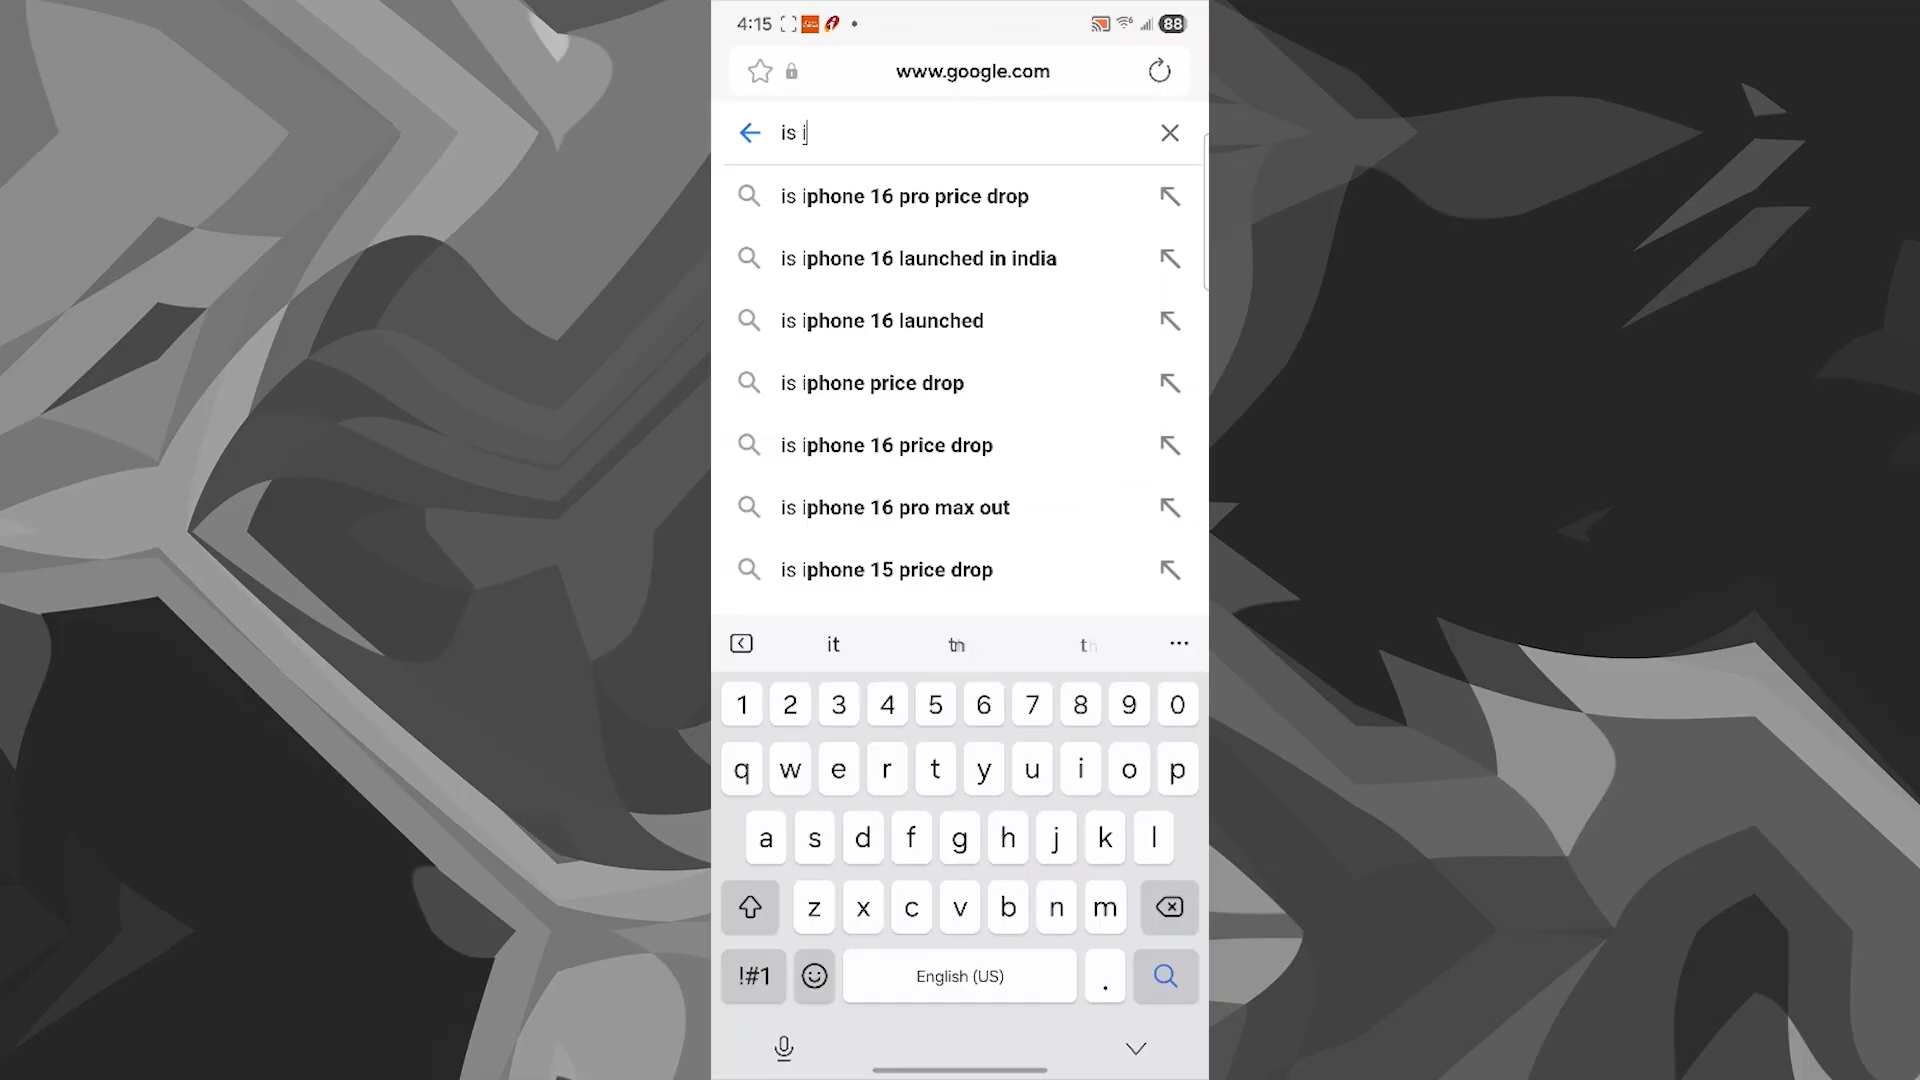 4:15 88
www.google.com
is i
is iphone 16 pro price drop
is iphone 16 launched in india
is iphone 16 launched
is iphone price drop
is iphone 16 price drop
is iphone 16 pro max out
is iphone 15 price drop
it
1 2 3 4 5 6 7 8 9 0
q w e r t y u i o p
a s d f g h j k l
z x c v b n m
!#1 English (US) .